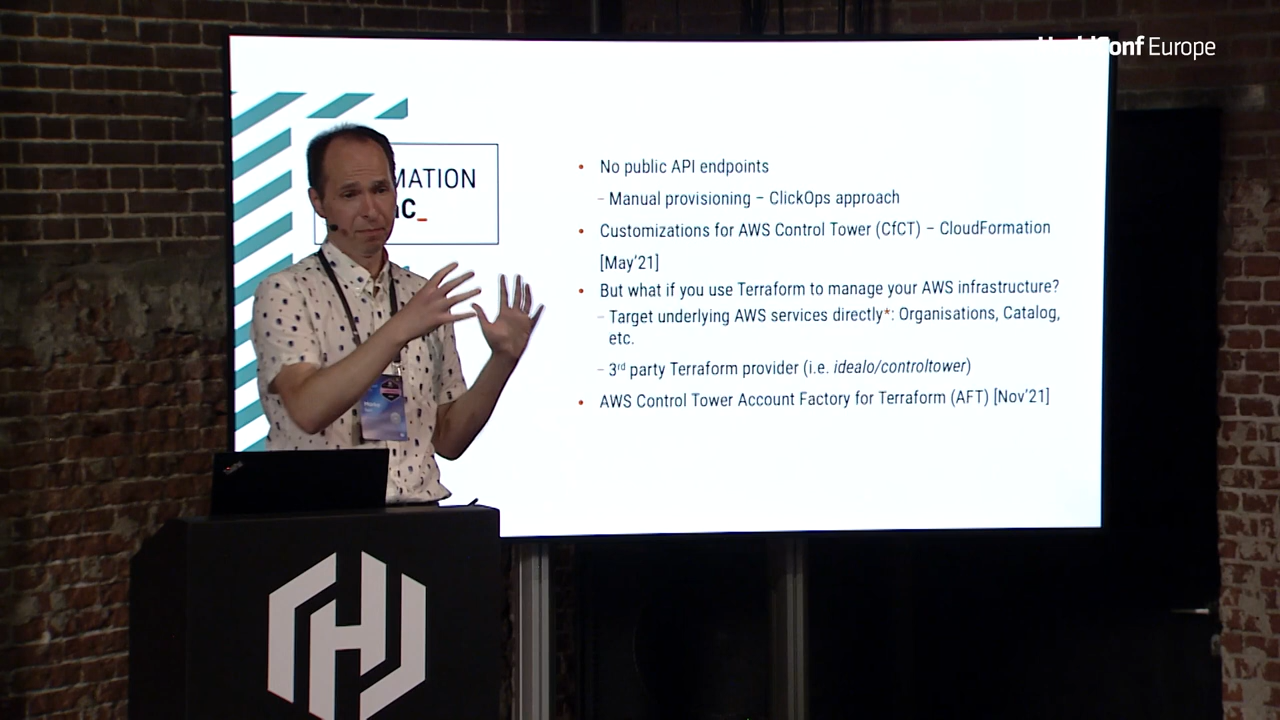 Conf Europe
MATION
C_
• No public API endpoints
– Manual provisioning – ClickOps approach
• Customizations for AWS Control Tower (CfCT) – CloudFormation
[May'21]
• But what if you use Terraform to manage your AWS infrastructure?
– Target underlying AWS services directly*: Organisations, Catalog,
etc.
– 3rd party Terraform provider (i.e. idealo/controltower)
• AWS Control Tower Account Factory for Terraform (AFT) [Nov'21]